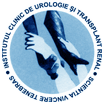 INSTITUTUL CLINIC DE UROLOGIE ŞI TRANSPLANT RENAL
SCIENTIA VINCERE TENEBRAS